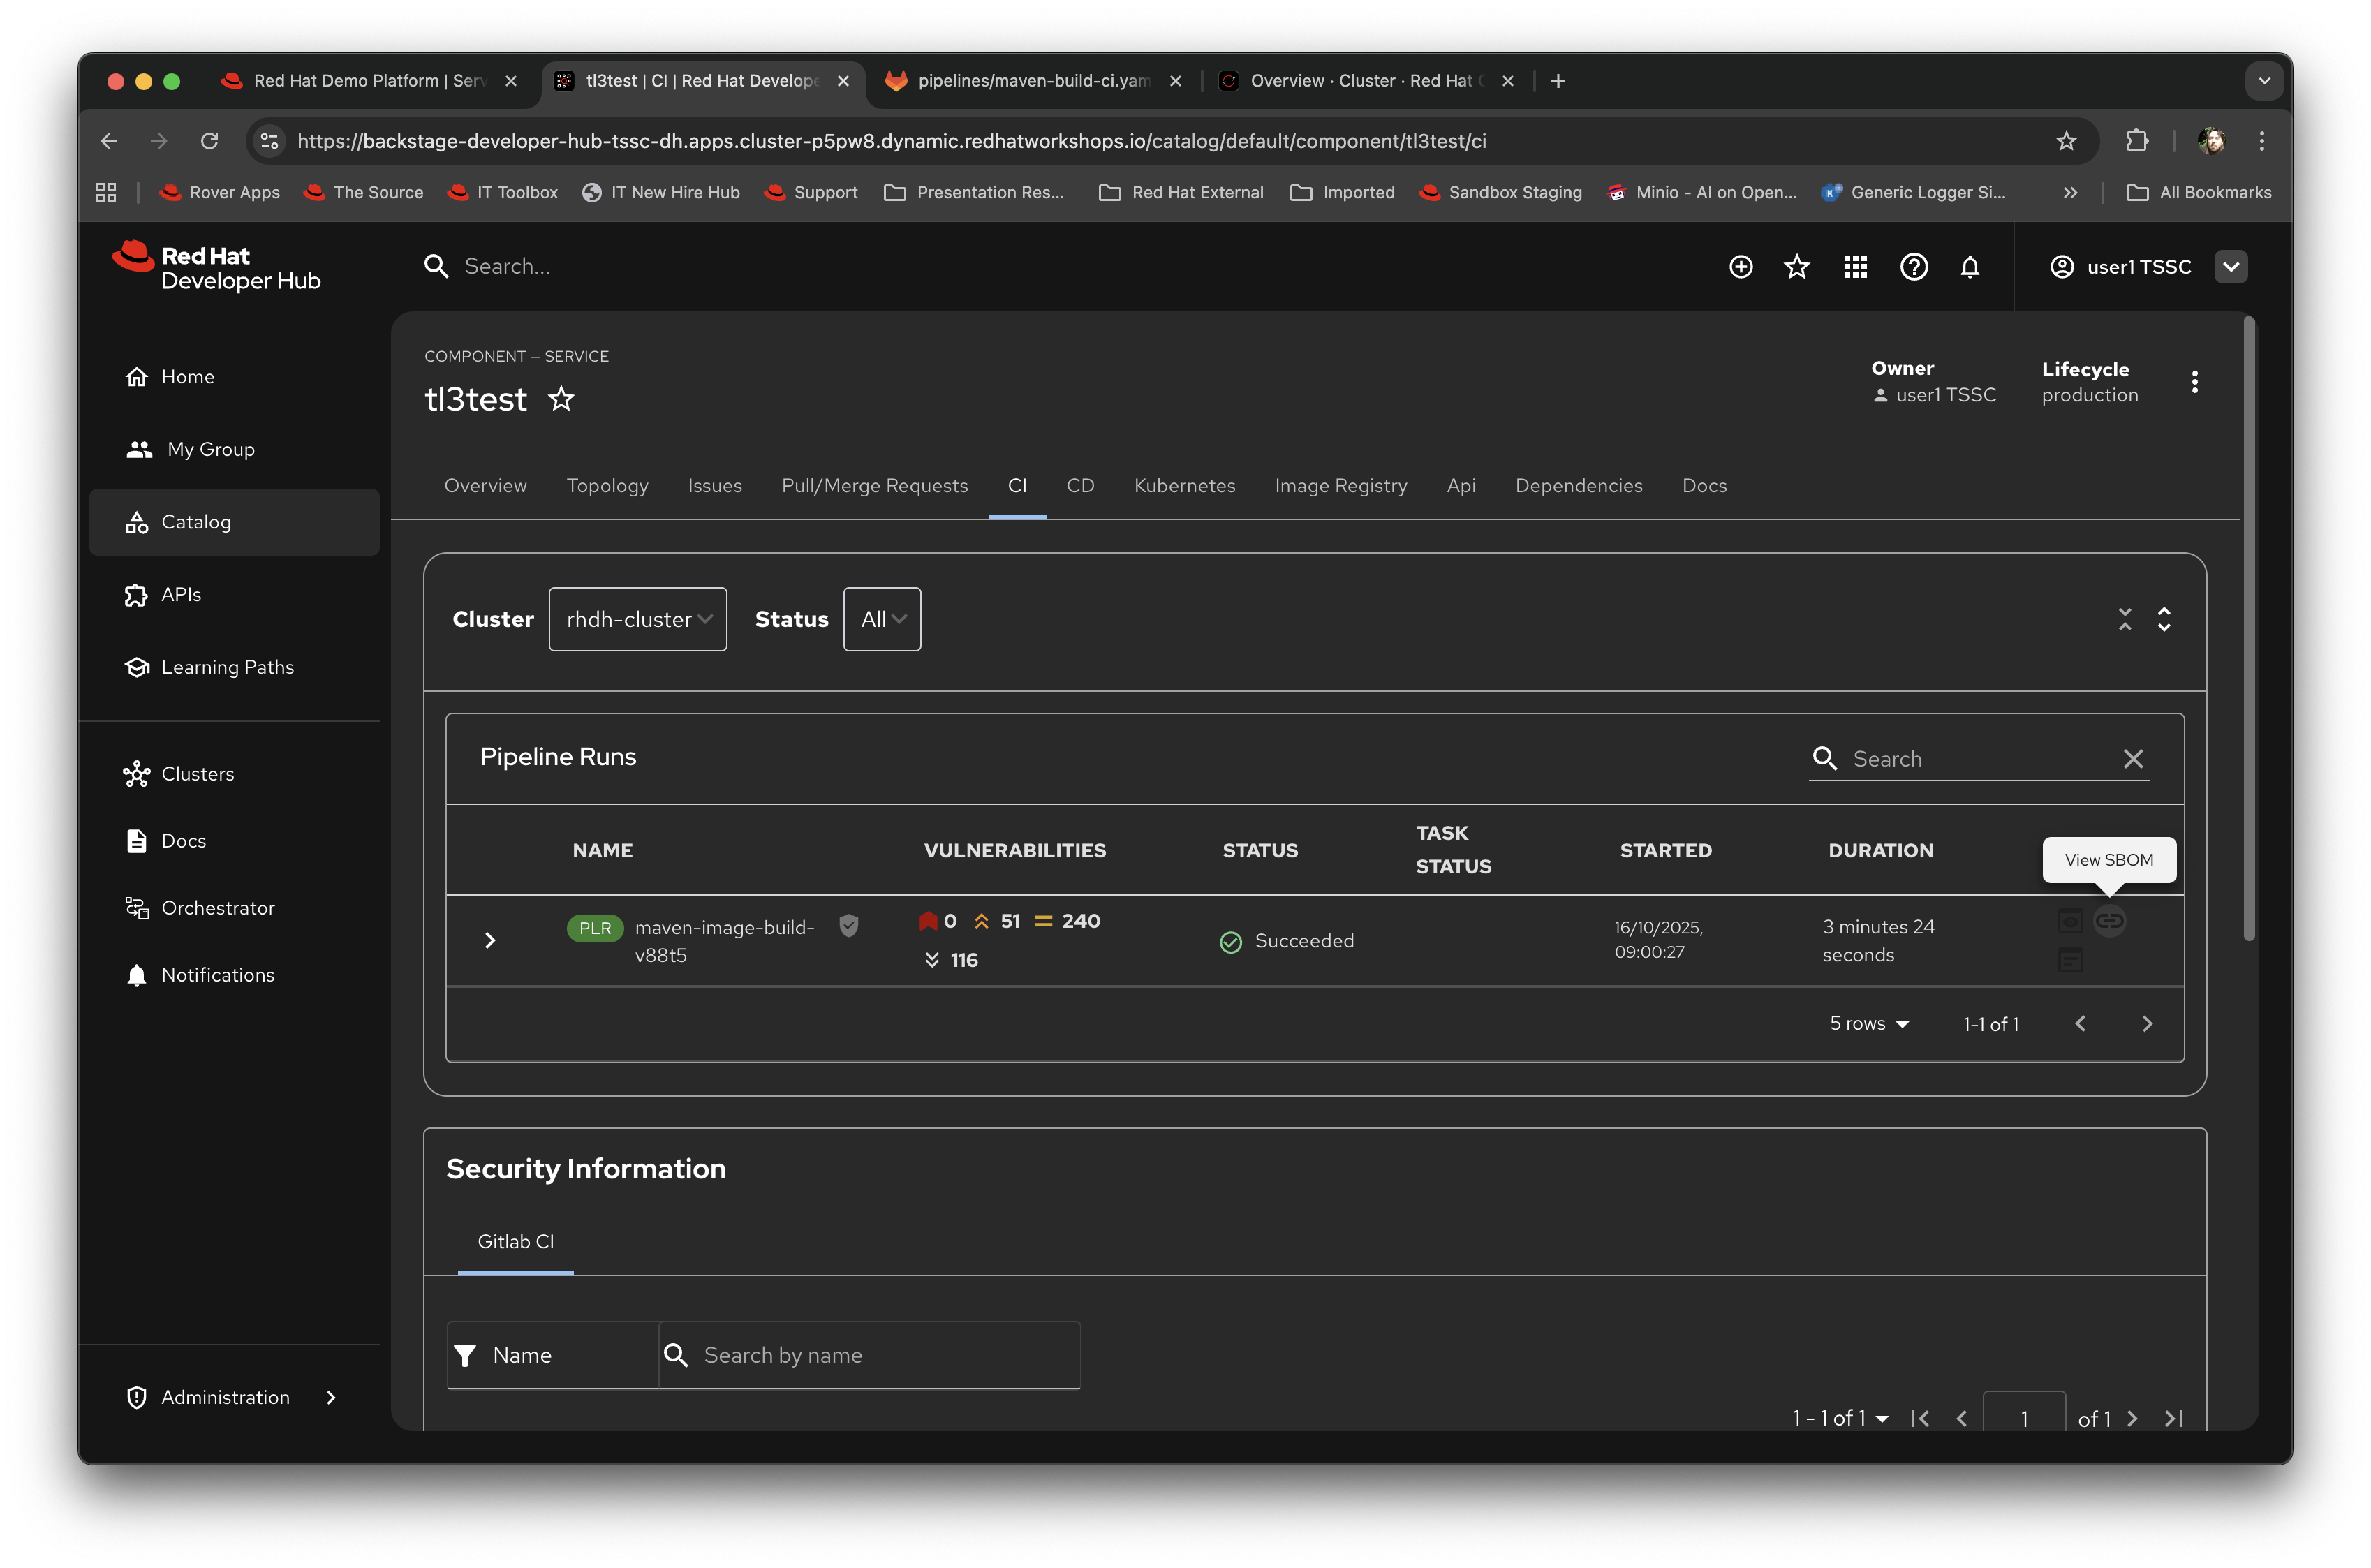 Red Hat Demo Platform | Serv
tl3test | CI | Red Hat Develope
pipelines/maven-build-ci.yam
Overview · Cluster · Red Hat
https://backstage-developer-hub-tssc-dh.apps.cluster-p5pw8.dynamic.redhatworkshops.io/catalog/default/component/tl3test/ci
Rover Apps
The Source
IT Toolbox
IT New Hire Hub
Support
Presentation Res...
Red Hat External
Imported
Sandbox Staging
Minio - AI on Open...
Generic Logger Si...
All Bookmarks
Red Hat
Developer Hub
Search...
user1 TSSC
Home
My Group
Catalog
APIs
Learning Paths
Clusters
Docs
Orchestrator
Notifications
Administration
COMPONENT — SERVICE
tl3test
Owner
user1 TSSC
Lifecycle
production
Overview
Topology
Issues
Pull/Merge Requests
CI
CD
Kubernetes
Image Registry
Api
Dependencies
Docs
Cluster
rhdh-cluster
Status
All
Pipeline Runs
Search
NAME
VULNERABILITIES
STATUS
TASK
STATUS
STARTED
DURATION
View SBOM
PLR
maven-image-build-
v88t5
0
51
240
116
Succeeded
16/10/2025,
09:00:27
3 minutes 24
seconds
5 rows
1-1 of 1
Security Information
Gitlab CI
Name
Search by name
1 - 1 of 1
1
of 1